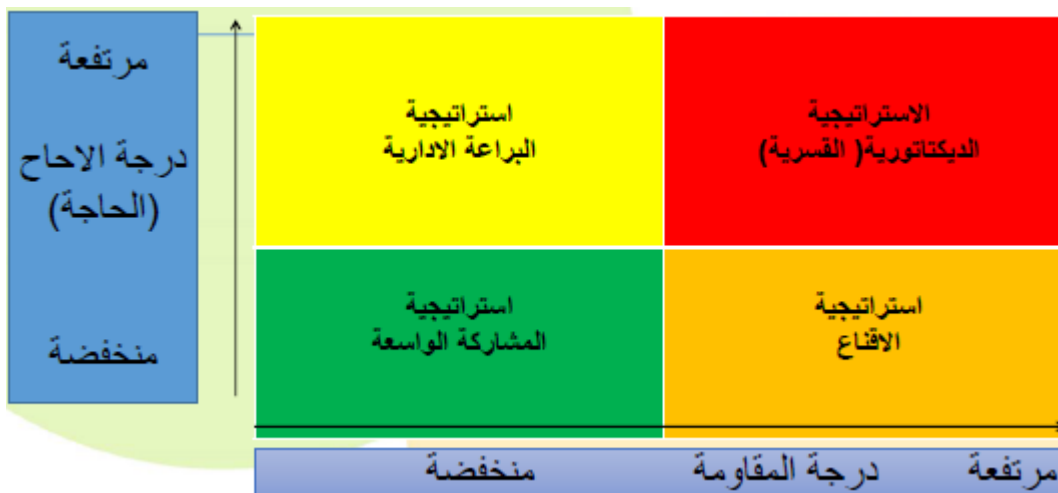 مرتفعة
درجة الاحاح
(الحاجة)
منخفضة
استراتيجية
البراعة الادارية
الاستراتيجية
الديكتاتورية( القسرية)
استراتيجية
المشاركة الواسعة
استراتيجية
الاقناع
منخفضة درجة المقاومة مرتفعة